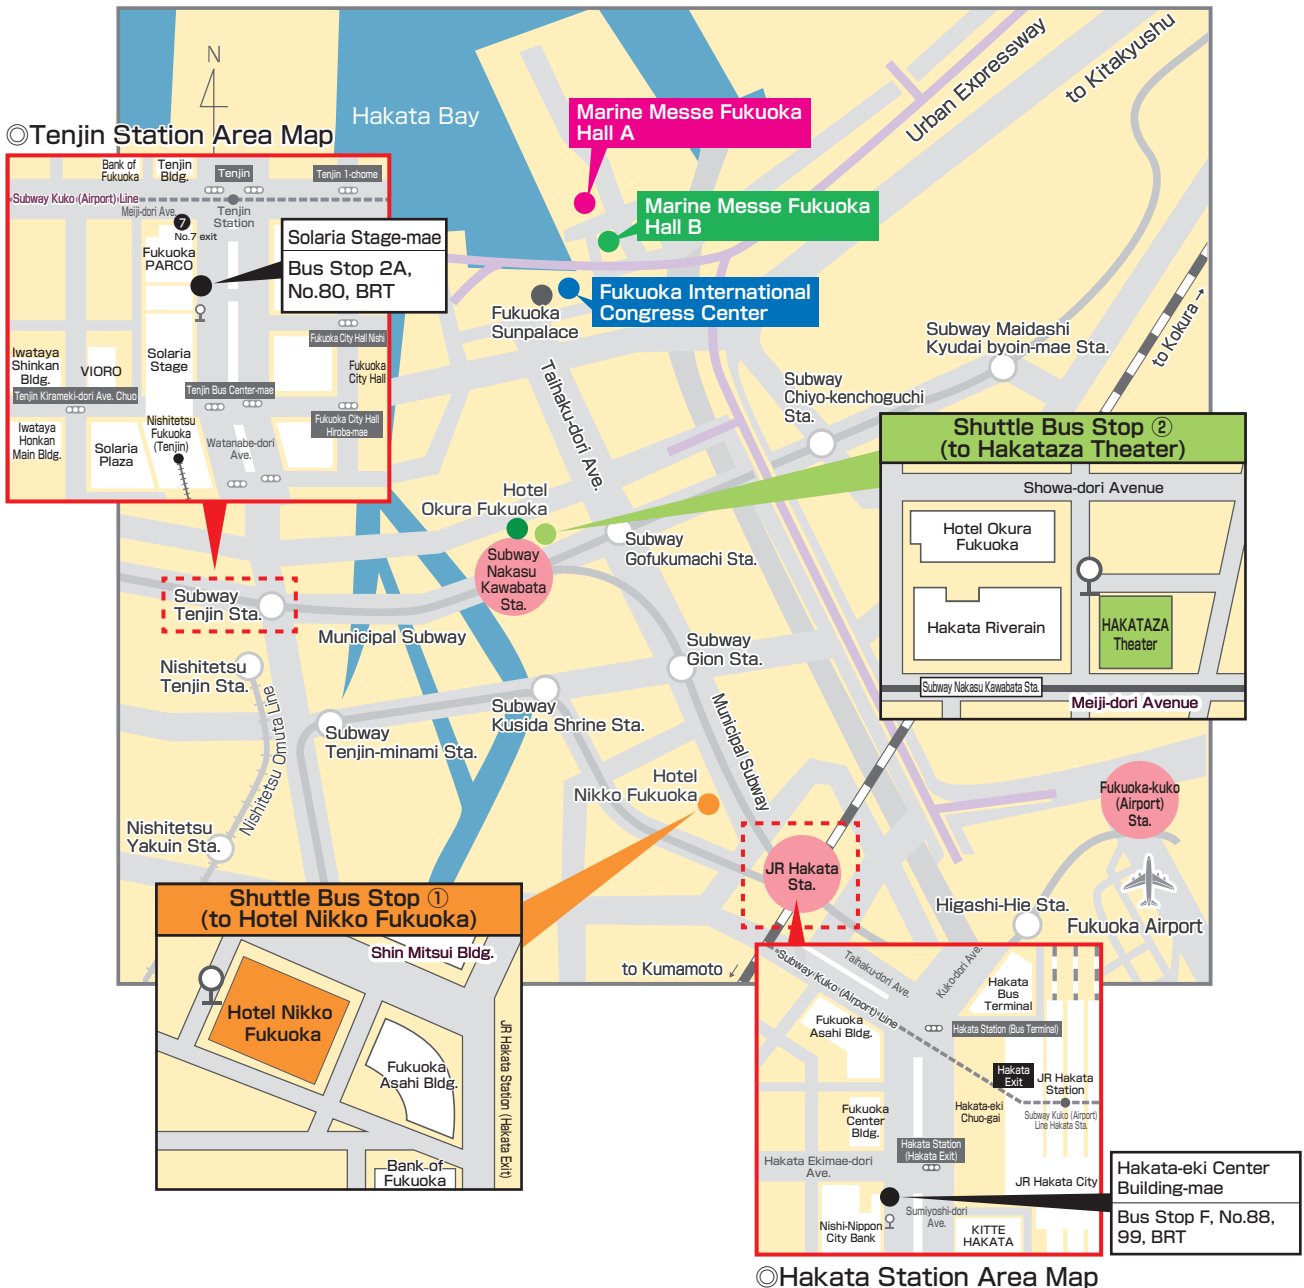 N
Hakata Bay
Urban Expressway
to Kitakyushu
◎Tenjin Station Area Map
Marine Messe Fukuoka
Hall A
Marine Messe Fukuoka
Hall B
Fukuoka International
Congress Center
Fukuoka
Sunpalace
Bank of
Fukuoka
Tenjin
Bldg.
Tenjin
Tenjin 1-chome
Subway Kuko (Airport) Line
Meiji-dori Ave.
Tenjin
Station
7
No.7 exit
Fukuoka
PARCO
Solaria Stage-mae
Bus Stop 2A,
No.80, BRT
Fukuoka City Hall Nishi
Iwataya
Shinkan
Bldg.
VIORO
Solaria
Stage
Fukuoka
City Hall
Tenjin Kirameki-dori Ave. Chuo
Tenjin Bus Center-mae
Iwataya
Honkan
Main Bldg.
Solaria
Plaza
Nishitetsu
Fukuoka
(Tenjin)
Watanabe-dori
Ave.
Fukuoka City Hall
Hiroba-mae
Taihaku-dori Ave.
Subway Maidashi
Kyudai byoin-mae Sta.
to Kokura →
Subway
Chiyo-kenchoguchi
Sta.
Shuttle Bus Stop ②
(to Hakataza Theater)
Showa-dori Avenue
Hotel Okura
Fukuoka
Hakata Riverain
HAKATAZA
Theater
Subway Nakasu Kawabata Sta.
Meiji-dori Avenue
Hotel
Okura Fukuoka
Subway
Nakasu
Kawabata
Sta.
Subway
Gofukumachi Sta.
Subway
Tenjin Sta.
Municipal Subway
Nishitetsu
Tenjin Sta.
Nishitetsu Omuta Line
Subway
Gion Sta.
Subway
Kusida Shrine Sta.
Subway
Tenjin-minami Sta.
Municipal Subway
Hotel
Nikko Fukuoka
Nishitetsu
Yakuin Sta.
JR Hakata
Sta.
Fukuoka-kuko
(Airport)
Sta.
Higashi-Hie Sta.
Fukuoka Airport
to Kumamoto ↙
Shuttle Bus Stop ①
(to Hotel Nikko Fukuoka)
Shin Mitsui Bldg.
Hotel Nikko
Fukuoka
Fukuoka
Asahi Bldg.
JR Hakata Station (Hakata Exit)
Bank of
Fukuoka
Subway Kuko (Airport) Line
Taihaku-dori Ave.
Kuko-dori Ave.
Hakata
Bus
Terminal
Fukuoka
Asahi Bldg.
Hakata Station (Bus Terminal)
Hakata
Exit
JR Hakata
Station
Hakata-eki
Chuo-gai
Subway Kuko (Airport)
Line Hakata Sta.
Fukuoka
Center
Bldg.
Hakata Station
(Hakata Exit)
Hakata Ekimae-dori
Ave.
JR Hakata City
Nishi-Nippon
City Bank
Sumiyoshi-dori
Ave.
KITTE
HAKATA
Hakata-eki Center
Building-mae
Bus Stop F, No.88,
99, BRT
◎Hakata Station Area Map